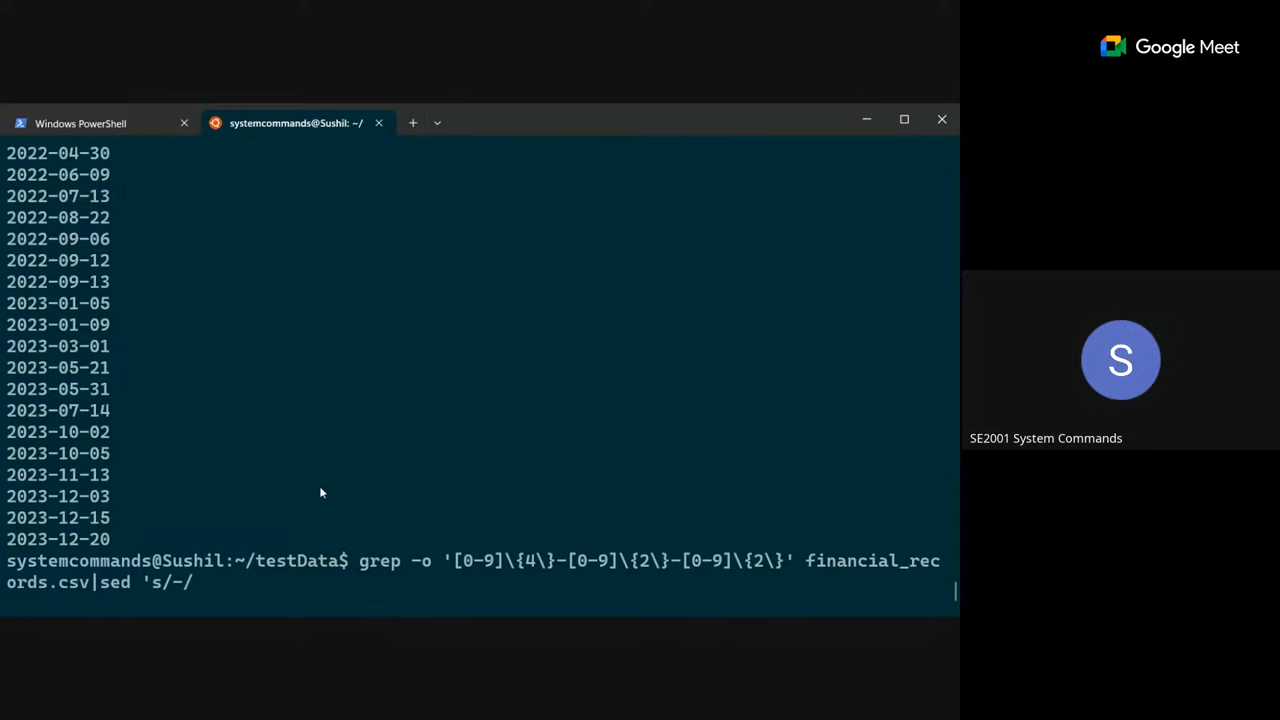 Google Meet
Windows PowerShell
systemcommands@Sushil: ~/
2022-04-30
2022-06-09
2022-07-13
2022-08-22
2022-09-06
2022-09-12
2022-09-13
2023-01-05
2023-01-09
2023-03-01
2023-05-21
2023-05-31
2023-07-14
2023-10-02
2023-10-05
2023-11-13
2023-12-03
2023-12-15
2023-12-20
systemcommands@Sushil:~/testData$ grep -o '[0-9]\{4\}-[0-9]\{2\}-[0-9]\{2\}' financial_rec
ords.csv|sed 's/-/
S
SE2001 System Commands